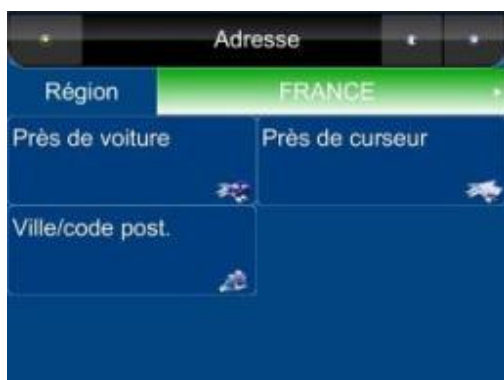 Adresse
Région FRANCE
Près de voiture Près de curseur
Ville/code post.